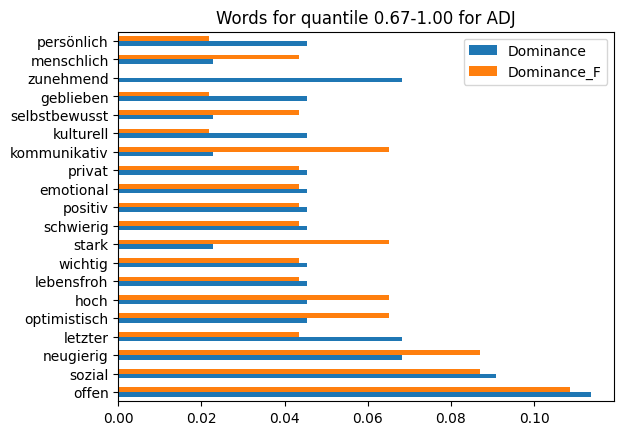 Words for quantile 0.67-1.00 for ADJ
Dominance
Dominance_F
persönlich
menschlich
zunehmend
geblieben
selbstbewusst
kulturell
kommunikativ
privat
emotional
positiv
schwierig
stark
wichtig
lebensfroh
hoch
optimistisch
letzter
neugierig
sozial
offen
0.00 0.02 0.04 0.06 0.08 0.10